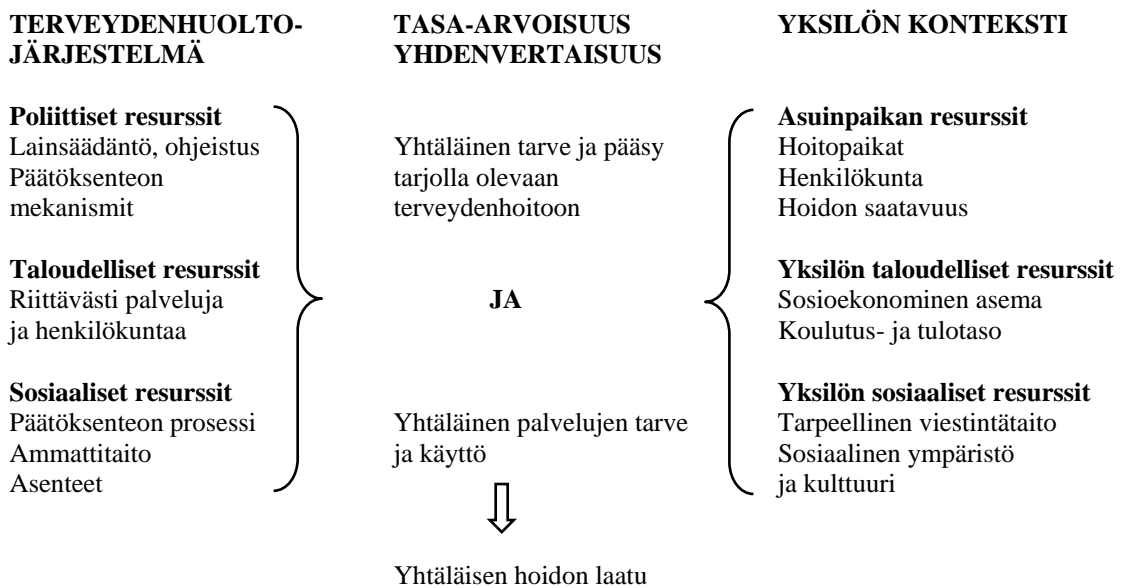 TERVEYDENHUOLTO-
JÄRJESTELMÄ
Poliittiset resurssit
Lainsäädäntö, ohjeistus
Päätöksenteon
mekanismit
Taloudelliset resurssit
Riittävästi palveluja
ja henkilökuntaa
Sosiaaliset resurssit
Päätöksenteon prosessi
Ammattitaito
Asenteet
TASA-ARVOISUUS
YHDENVERTAISUUS
Yhtäläinen tarve ja pääsy
tarjolla olevaan
terveydenhoitoon
JA
Yhtäläinen palvelujen tarve
ja käyttö
Yhtäläisen hoidon laatu
YKSILÖN KONTEKSTI
Asuinpaikan resurssit
Hoitopaikat
Henkilökunta
Hoidon saatavuus
Yksilön taloudelliset resurssit
Sosioekonominen asema
Koulutus- ja tulotaso
Yksilön sosiaaliset resurssit
Tarpeellinen viestintätaito
Sosiaalinen ympäristö
ja kulttuuri